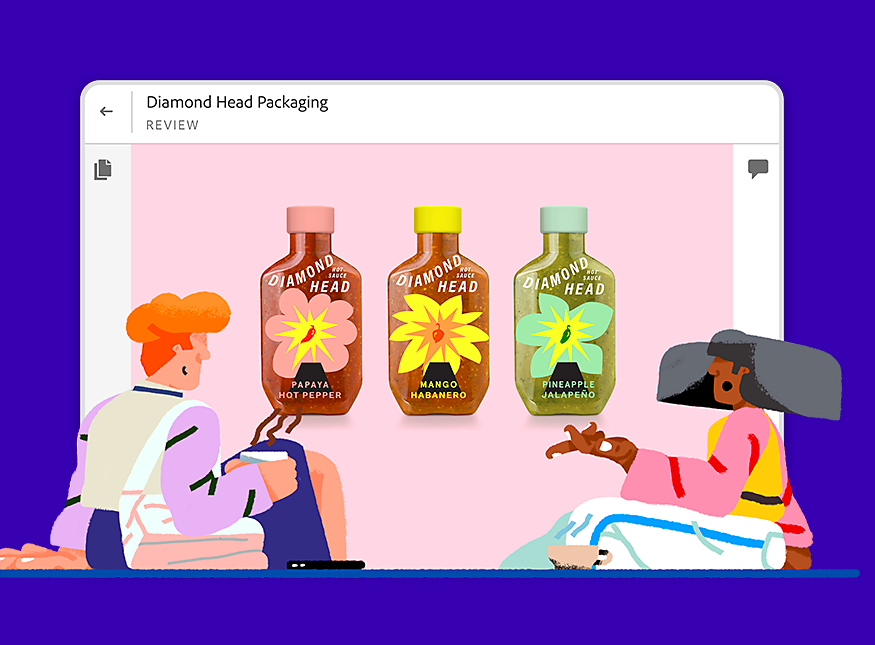 Diamond Head Packaging
REVIEW
DIAMOND
HOT
SAUCE
HEAD
PAPAYA
HOT PEPPER
DIAMOND
HOT
SAUCE
HEAD
MANGO
HABANERO
DIAMOND
HOT
SAUCE
HEAD
PINEAPPLE
JALAPEÑO